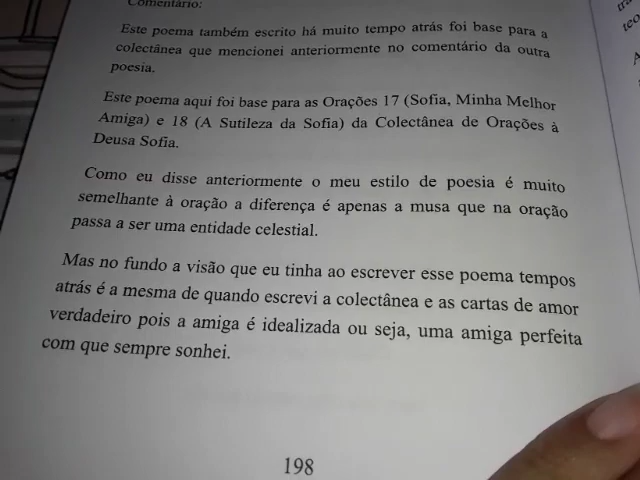 Comentário:
Este poema também escrito há muito tempo atrás foi base para a
colectânea que mencionei anteriormente no comentário da outra
poesia.
Este poema aqui foi base para as Orações 17 (Sofia, Minha Melhor
Amiga) e 18 (A Sutileza da Sofia) da Colectânea de Orações à
Deusa Sofia.
Como eu disse anteriormente o meu estilo de poesia é muito
semelhante à oração a diferença é apenas a musa que na oração
passa a ser uma entidade celestial.
Mas no fundo a visão que eu tinha ao escrever esse poema tempos
atrás é a mesma de quando escrevi a colectânea e as cartas de amor
verdadeiro pois a amiga é idealizada ou seja, uma amiga perfeita
com que sempre sonhei.
198